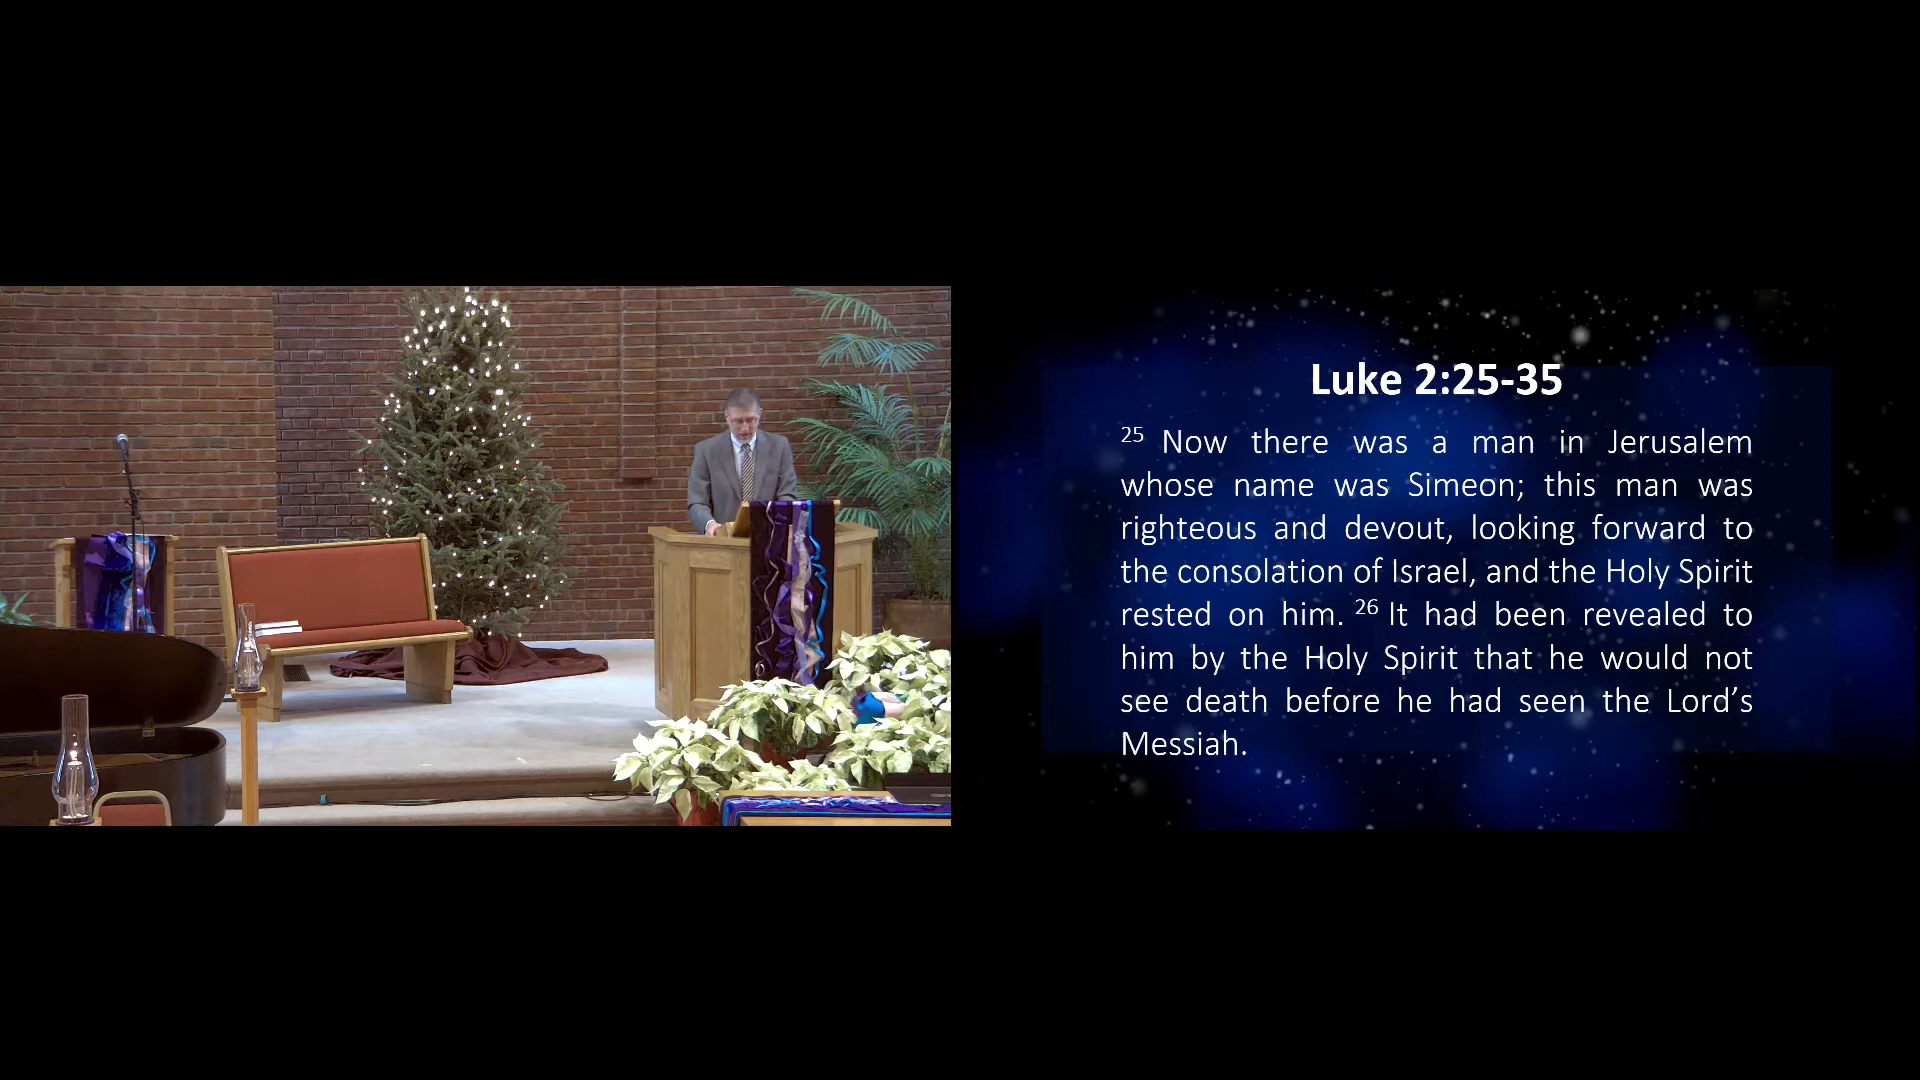 Luke 2:25-35
25 Now there was a man in Jerusalem
whose name was Simeon; this man was
righteous and devout, looking forward to
the consolation of Israel, and the Holy Spirit
rested on him. 26 It had been revealed to
him by the Holy Spirit that he would not
see death before he had seen the Lord’s
Messiah.